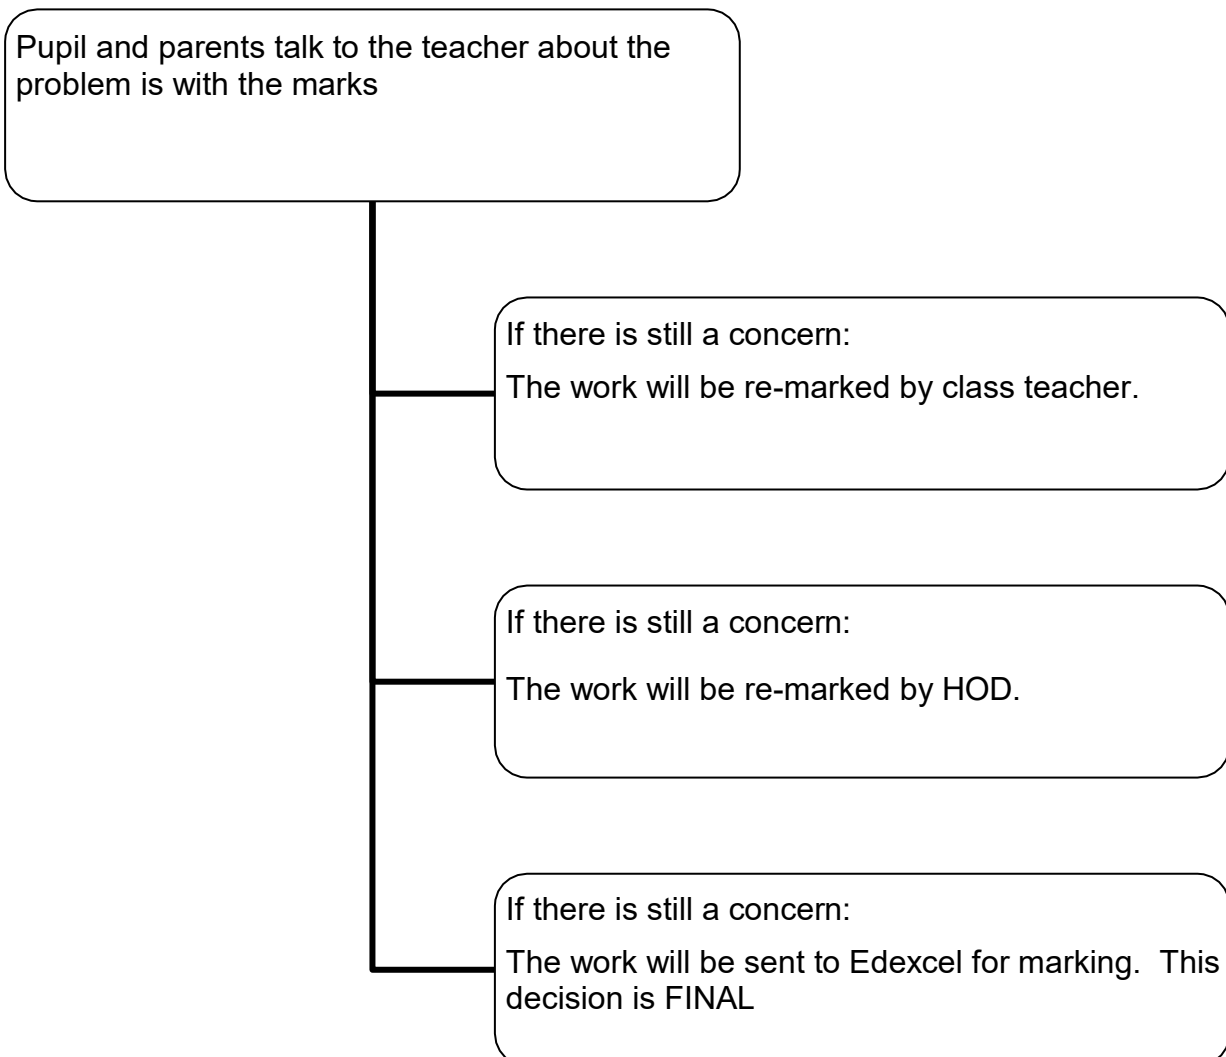 Pupil and parents talk to the teacher about the
problem is with the marks
If there is still a concern:
The work will be re-marked by class teacher.
If there is still a concern:
The work will be re-marked by HOD.
If there is still a concern:
The work will be sent to Edexcel for marking.  This
decision is FINAL